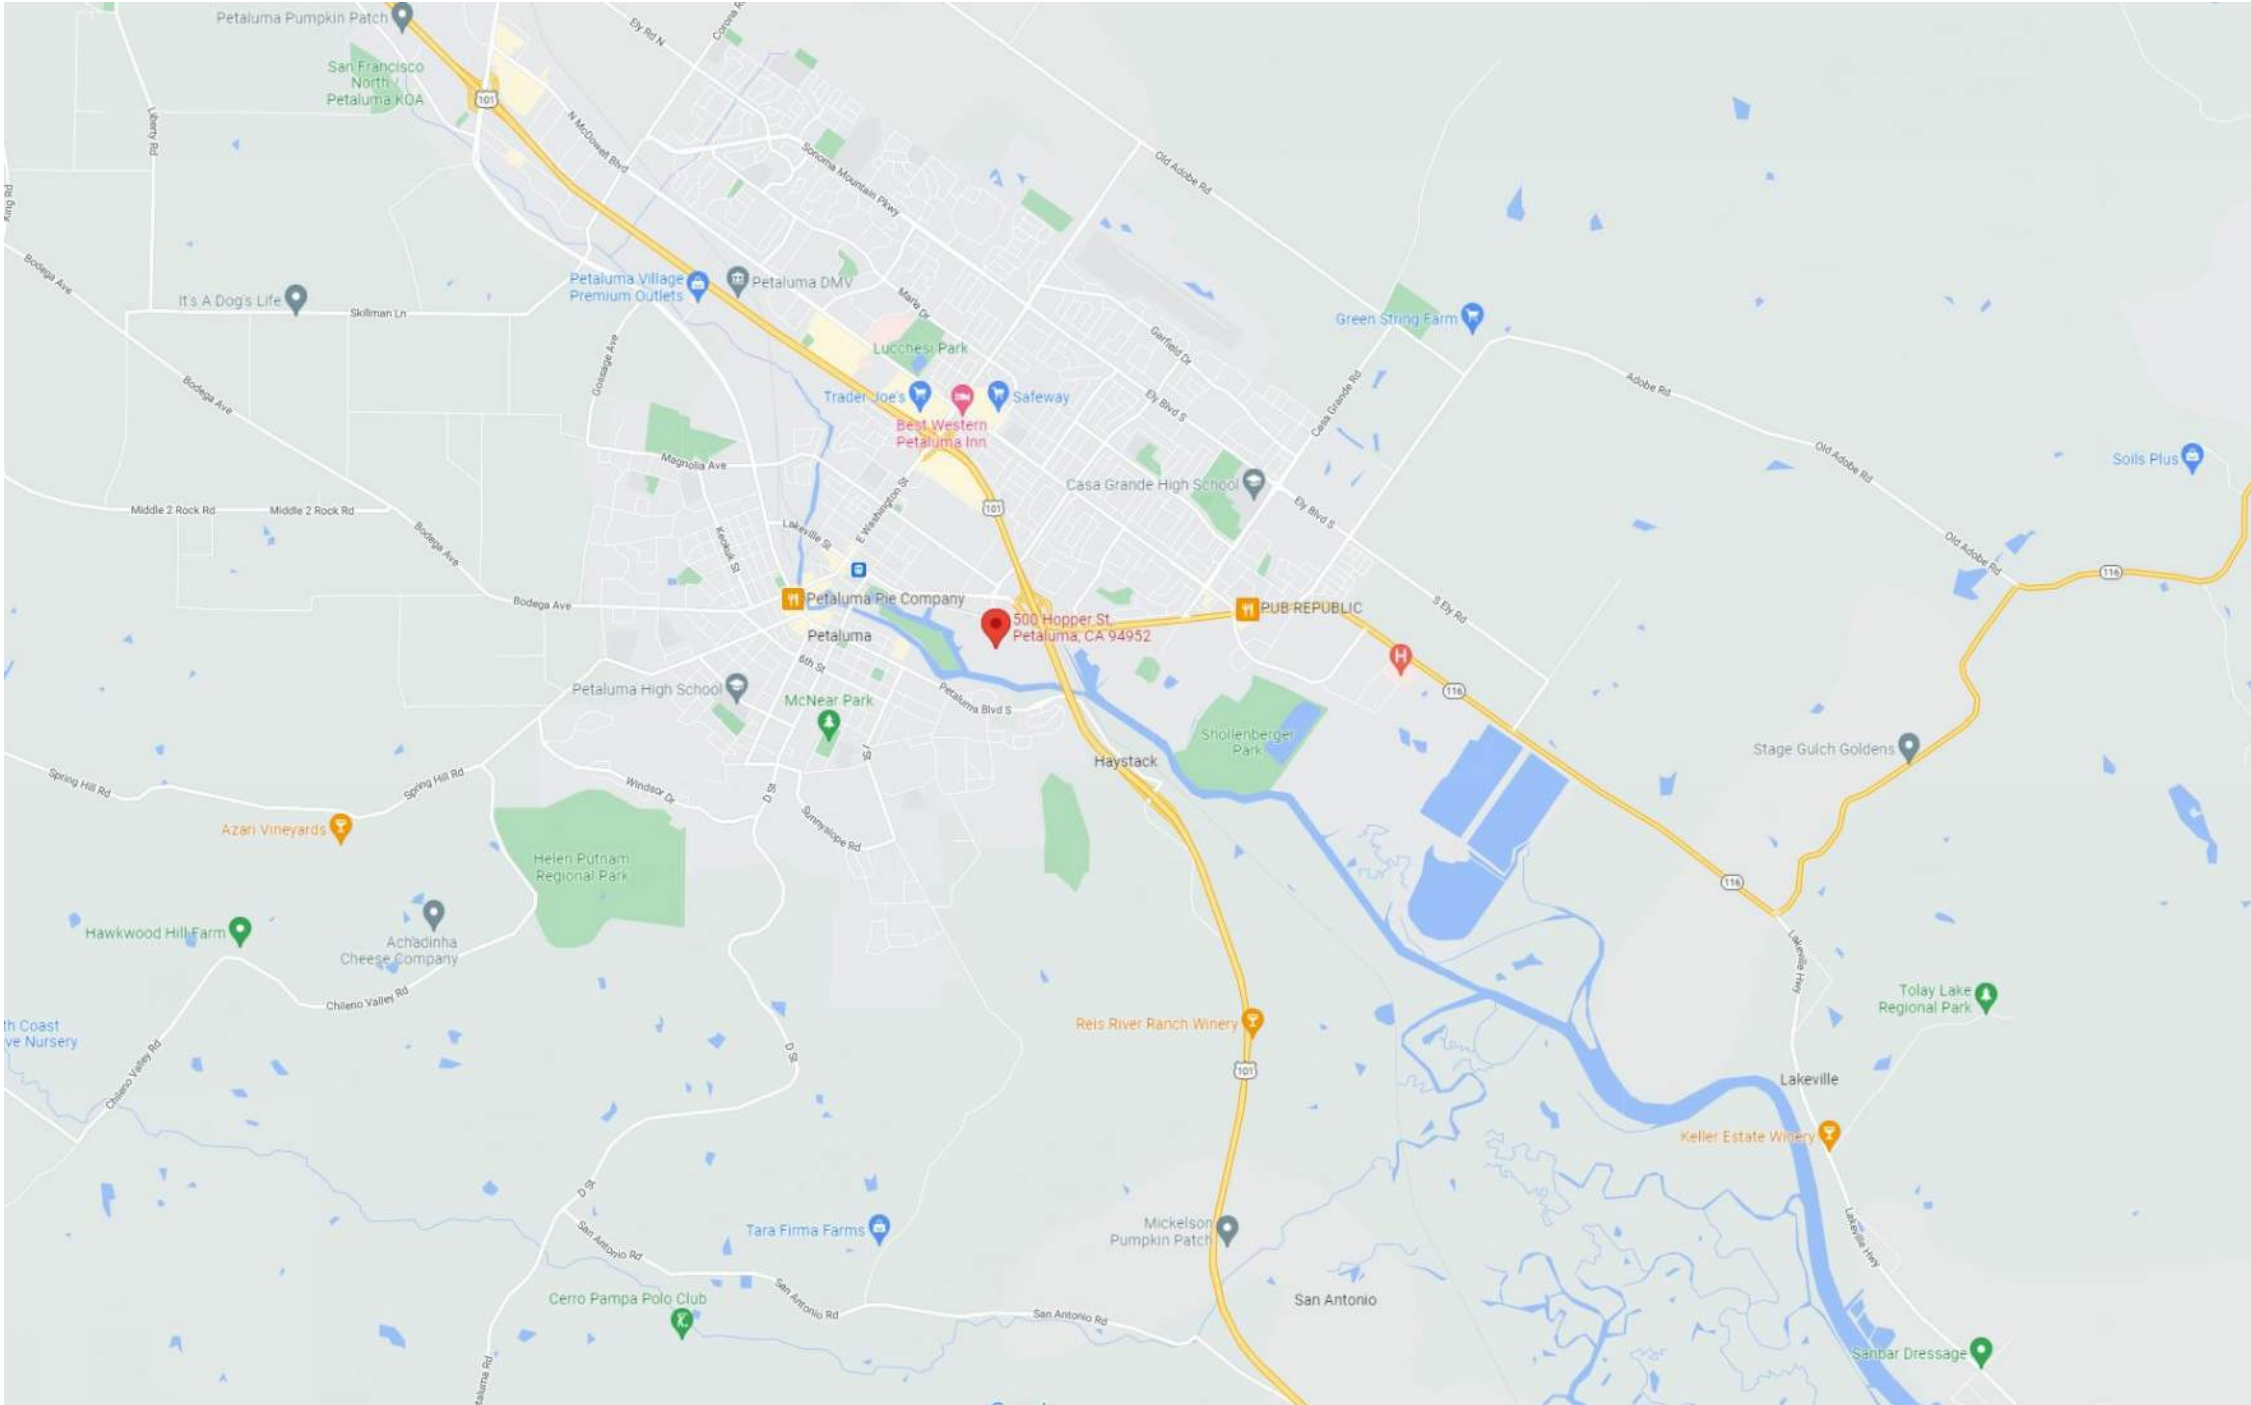 Petaluma Pumpkin Patch
Ely Rd N
San Francisco
North
Petaluma KOA
101
Liberty Rd
N McDowell Blvd
Sonoma Mountain Pkwy
Old Adobe Rd
Bodega Ave
It's A Dog's Life
Skillman Ln
Petaluma Village
Premium Outlets
Petaluma DMV
Maria Dr
Garfield Dr
Green String Farm
Lucchesi Park
Gossage Ave
Bodega Ave
Trader Joe's
Safeway
Best Western
Petaluma Inn
Ely Blvd S
Casa Grande Rd
Adobe Rd
Old Adobe Rd
Soils Plus
Magnolia Ave
Casa Grande High School
E Washington St
101
Ely Blvd S
Middle 2 Rock Rd
Middle 2 Rock Rd
Bodega Ave
Keokuk St
Lakeville St
Old Adobe Rd
116
Bodega Ave
Petaluma Pie Company
PUB REPUBLIC
S Ely Rd
500 Hopper St,
Petaluma, CA 94952
Petaluma
6th St
H
Petaluma High School
McNear Park
Petaluma Blvd S
116
Shollenberger
Park
I St
Haystack
Stage Gulch Goldens
Spring Hill Rd
Spring Hill Rd
Windsor Dr
D St
Sunnyslope Rd
Azari Vineyards
Helen Putnam
Regional Park
116
Hawkwood Hill Farm
Achadinha
Cheese Company
Lakeville Hwy
Chileno Valley Rd
Tolay Lake
Regional Park
th Coast
ve Nursery
Reis River Ranch Winery
D St
101
Chileno Valley Rd
Lakeville
Keller Estate Winery
D St
San Antonio Rd
Tara Firma Farms
Mickelson
Pumpkin Patch
Lakeville Hwy
San Antonio Rd
Cerro Pampa Polo Club
San Antonio Rd
San Antonio
Sanbar Dressage